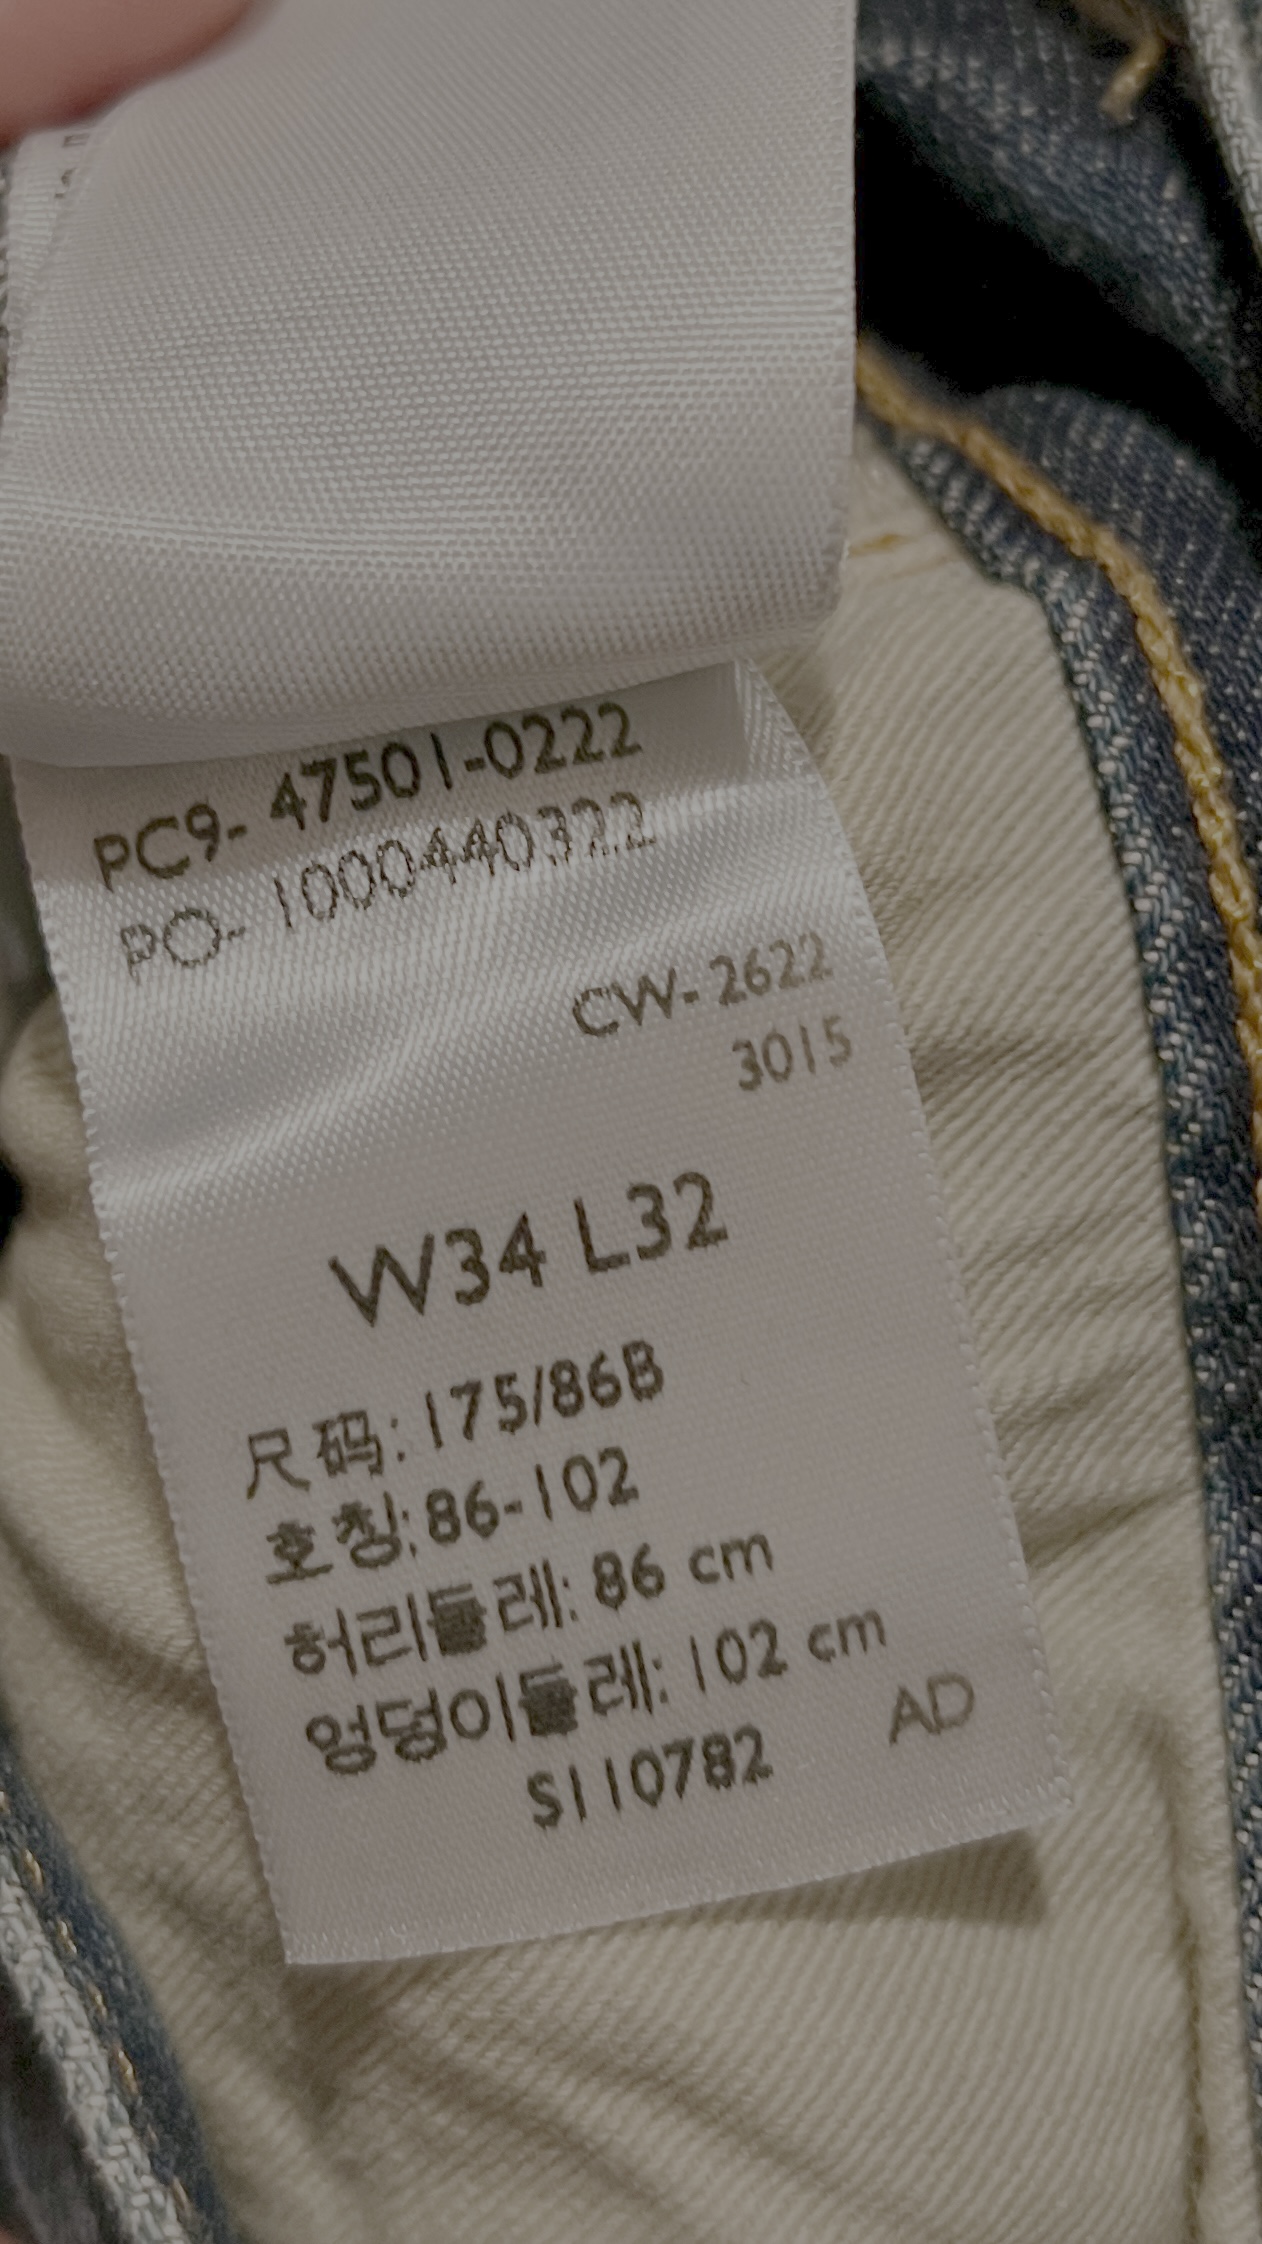 PC9- 47501-0222
PO- 1000440322
CW- 2622
3015
W34 L32
尺码: 175/86B
호칭: 86-102
허리둘레: 86 cm
엉덩이둘레: 102 cm
S110782
AD